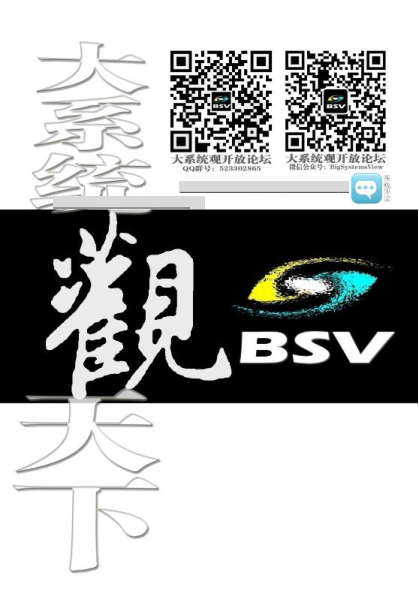 大系统
觀
天下
BSV
大系统观开放论坛
QQ群号：523302865
大系统观开放论坛
微信公众号：BigSystemsView